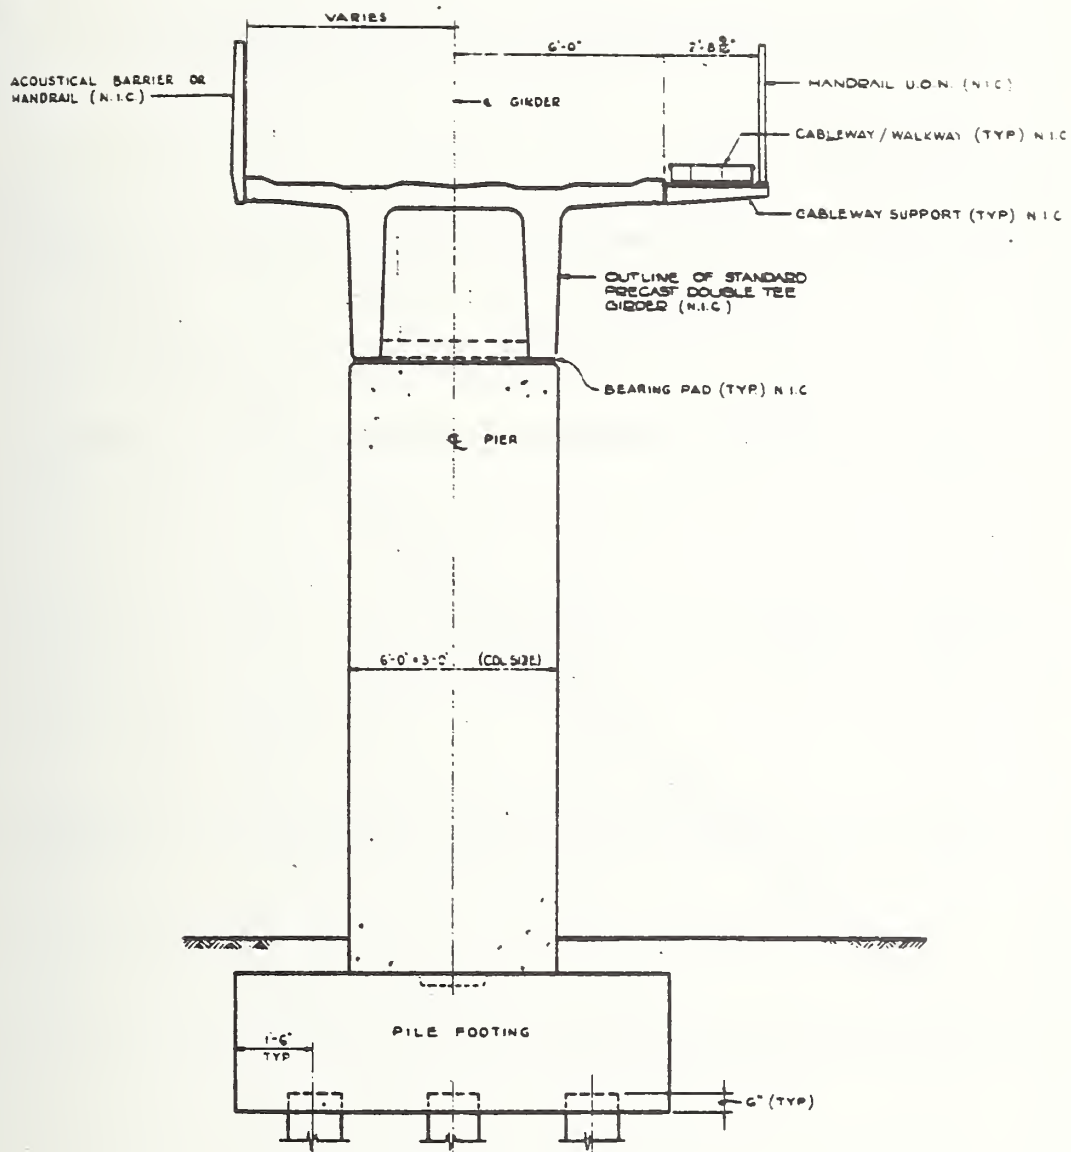 VARIES
6'-0"
ACOUSTICAL BARRIER OR
HANDRAIL (N.I.C.)
HANDRAIL U.O.N. (N.I.C)
℄ GIRDER
CABLEWAY/WALKWAY (TYP) N.I.C
CABLEWAY SUPPORT (TYP) N.I.C
OUTLINE OF STANDARD
PRECAST DOUBLE TEE
GIRDER (N.I.C)
BEARING PAD (TYP.) N.I.C
℄ PIER
(COL SIZE)
PILE FOOTING
1'-6"
TYP
6" (TYP)